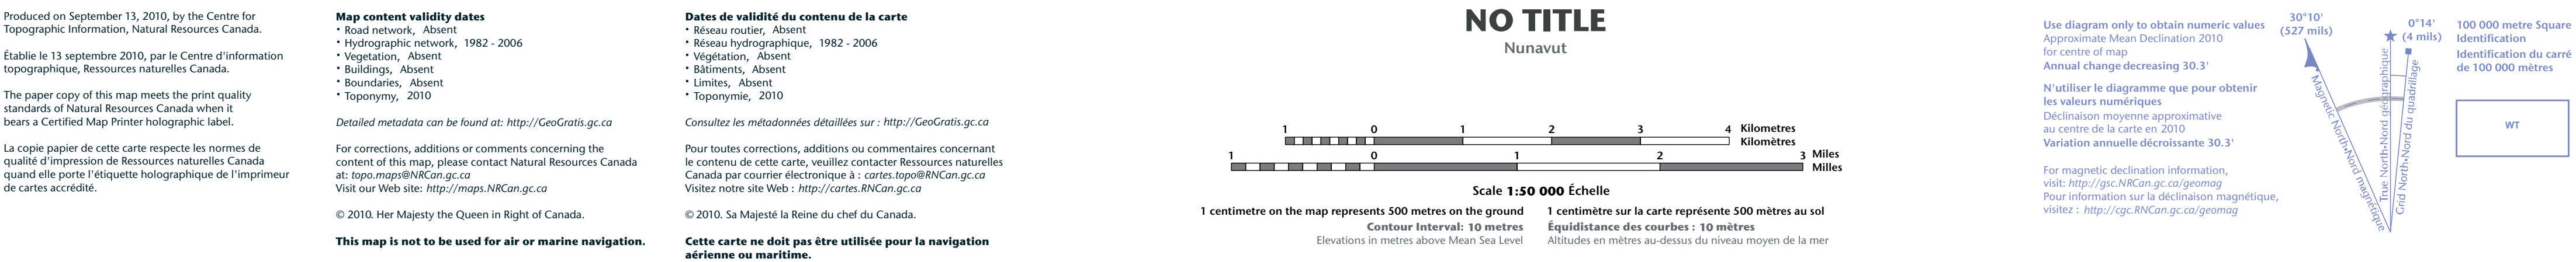 Produced on September 13, 2010, by the Centre for
Topographic Information, Natural Resources Canada.
Établie le 13 septembre 2010, par le Centre d'information
topographique, Ressources naturelles Canada.
The paper copy of this map meets the print quality
standards of Natural Resources Canada when it
bears a Certified Map Printer holographic label.
La copie papier de cette carte respecte les normes de
qualité d'impression de Ressources naturelles Canada
quand elle porte l'étiquette holographique de l'imprimeur
de cartes accrédité.
Map content validity dates
• Road network, Absent
• Hydrographic network, 1982 - 2006
• Vegetation, Absent
• Buildings, Absent
• Boundaries, Absent
• Toponymy, 2010
Detailed metadata can be found at: http://GeoGratis.gc.ca
For corrections, additions or comments concerning the
content of this map, please contact Natural Resources Canada
at: topo.maps@NRCan.gc.ca
Visit our Web site: http://maps.NRCan.gc.ca
© 2010. Her Majesty the Queen in Right of Canada.
This map is not to be used for air or marine navigation.
Dates de validité du contenu de la carte
• Réseau routier, Absent
• Réseau hydrographique, 1982 - 2006
• Végétation, Absent
• Bâtiments, Absent
• Limites, Absent
• Toponymie, 2010
Consultez les métadonnées détaillées sur : http://GeoGratis.gc.ca
Pour toutes corrections, additions ou commentaires concernant
le contenu de cette carte, veuillez contacter Ressources naturelles
Canada par courrier électronique à : cartes.topo@RNCan.gc.ca
Visitez notre site Web : http://cartes.RNCan.gc.ca
© 2010. Sa Majesté la Reine du chef du Canada.
Cette carte ne doit pas être utilisée pour la navigation
aérienne ou maritime.
NO TITLE
Nunavut
1 0 1 2 3 4 Kilometres
Kilomètres
1 0 1 2 3 Miles
Milles
Scale 1:50 000 Échelle
1 centimetre on the map represents 500 metres on the ground
1 centimètre sur la carte représente 500 mètres au sol
Contour Interval: 10 metres
Équidistance des courbes : 10 mètres
Elevations in metres above Mean Sea Level
Altitudes en mètres au-dessus du niveau moyen de la mer
Use diagram only to obtain numeric values
Approximate Mean Declination 2010
for centre of map
Annual change decreasing 30.3'
N'utiliser le diagramme que pour obtenir
les valeurs numériques
Déclinaison moyenne approximative
au centre de la carte en 2010
Variation annuelle décroissante 30.3'
For magnetic declination information,
visit: http://gsc.NRCan.gc.ca/geomag
Pour information sur la déclinaison magnétique,
visitez : http://cgc.RNCan.gc.ca/geomag
30°10'
(527 mils)
0°14'
(4 mils)
Magnetic North•Nord magnétique
True North•Nord géographique
Grid North•Nord du quadrillage
100 000 metre Square
Identification
Identification du carré
de 100 000 mètres
WT